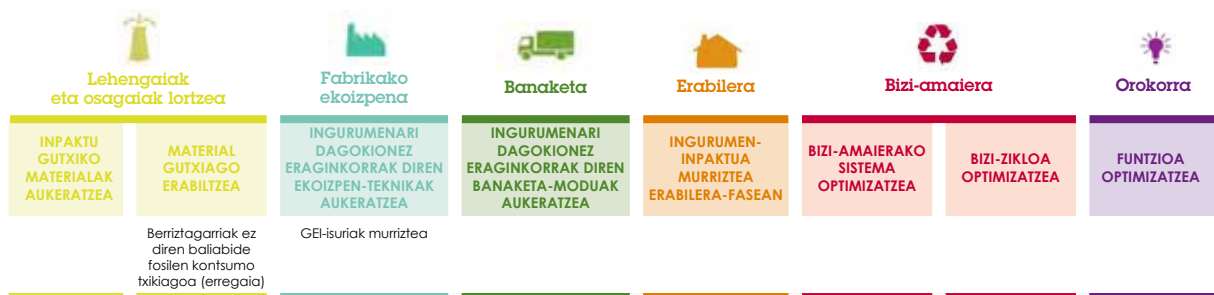 Lehengaiak
eta osagaiak lortzea
Fabrikako
ekoizpena
Banaketa
Erabilera
Bizi-amaiera
Orokorra
INPAKTU
GUTXIKO
MATERIALAK
AUKERATZEA
MATERIAL
GUTXIAGO
ERABILTZEA
INGURUMENARI
DAGOKIONEZ
ERAGINKORRAK DIREN
EKOIZPEN-TEKNIKAK
AUKERATZEA
INGURUMENARI
DAGOKIONEZ
ERAGINKORRAK DIREN
BANAKETA-MODUAK
AUKERATZEA
INGURUMEN-
INPAKTUA
MURRIZTEA
ERABILERA-FASEAN
BIZI-AMAIERAKO
SISTEMA
OPTIMIZATZEA
BIZI-ZIKLOA
OPTIMIZATZEA
FUNTZIOA
OPTIMIZATZEA
Berriztagarriak ez
diren baliabide
fosilen kontsumo
txikiagoa (erregaia)
GEI-isuriak murriztea